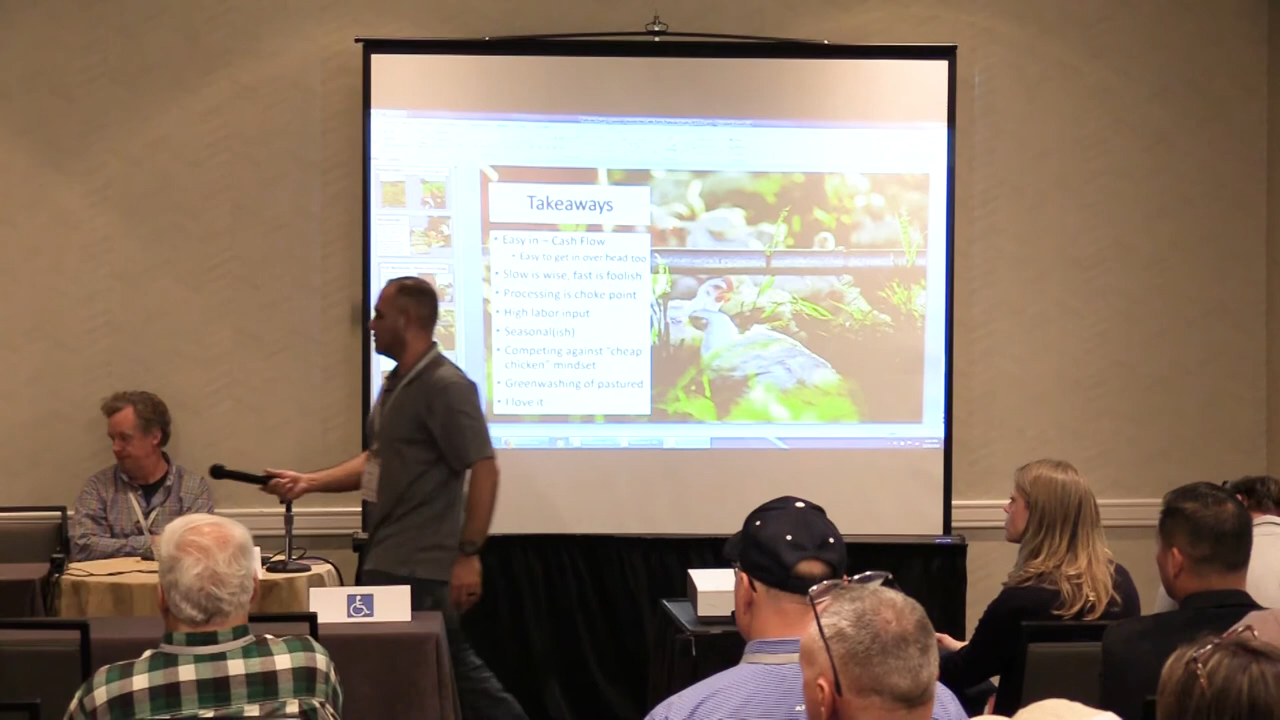 Takeaways
• Easy in – Cash Flow
• Easy to get in over head too
• Slow is wise, fast is foolish
• Processing is choke point
• High labor input
• Seasonal(ish)
• Competing against "cheap
chicken" mindset
• Greenwashing of pastured
• I love it